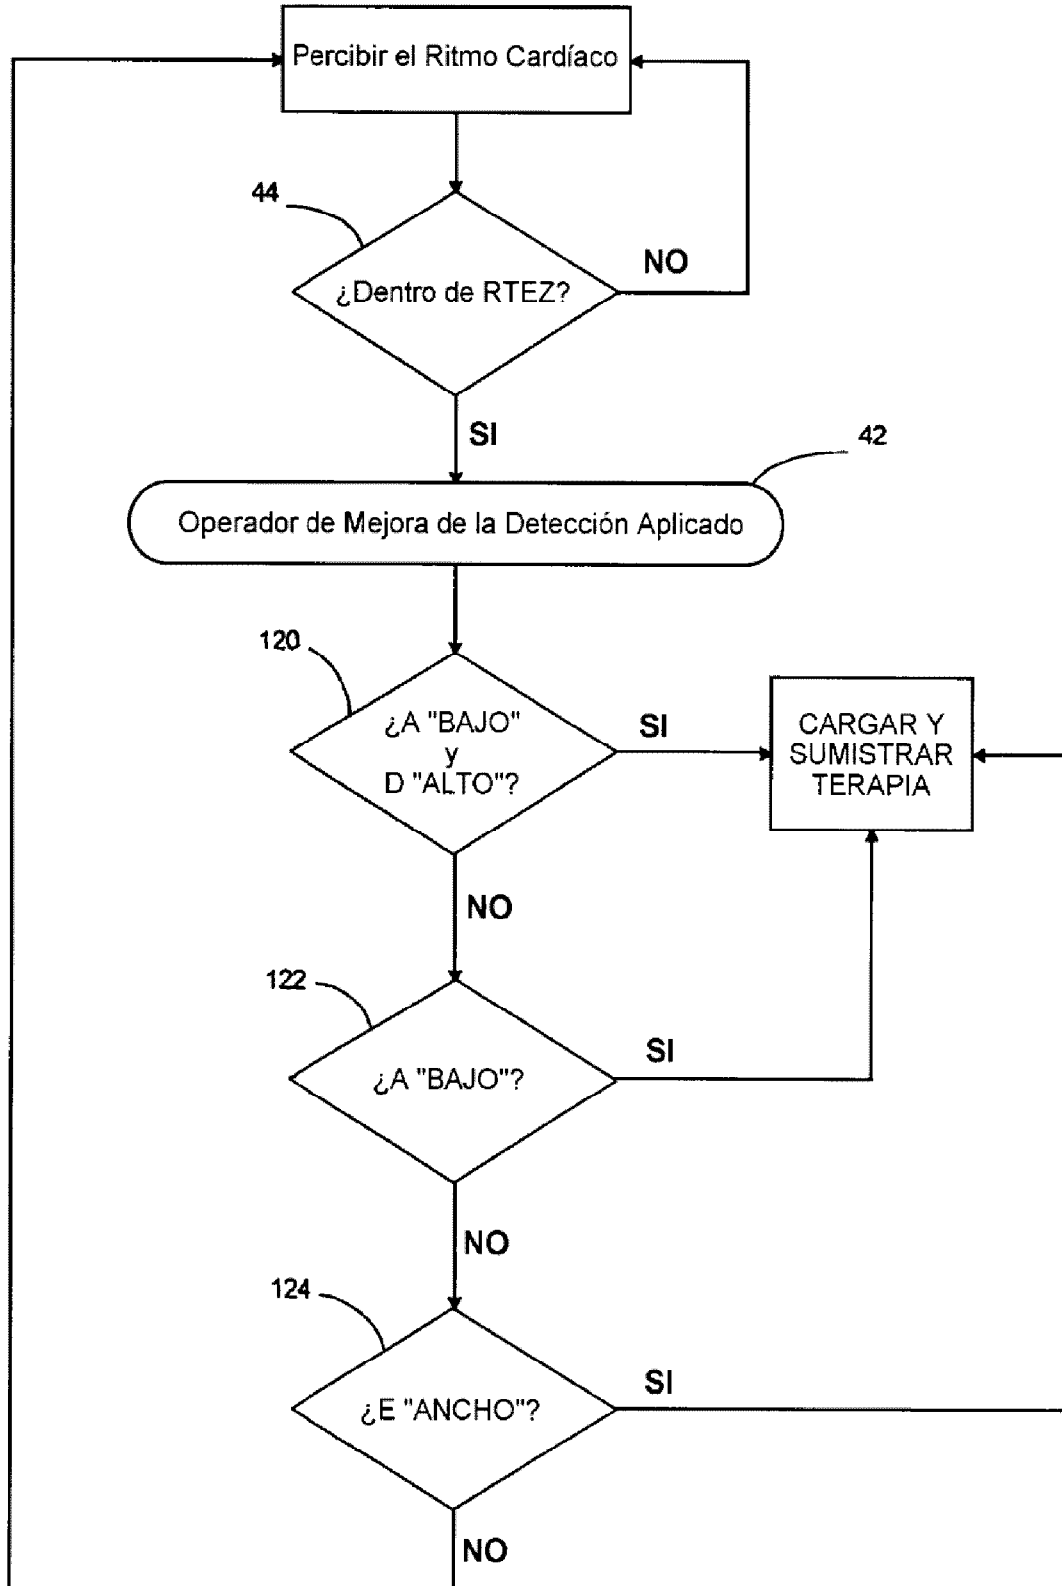 Percibir el Ritmo Cardíaco
44
¿Dentro de RTEZ?
NO
SI
42
Operador de Mejora de la Detección Aplicado
120
¿A "BAJO"
y
D "ALTO"?
SI
CARGAR Y
SUMISTRAR
TERAPIA
NO
122
¿A "BAJO"?
SI
NO
124
¿E "ANCHO"?
SI
NO